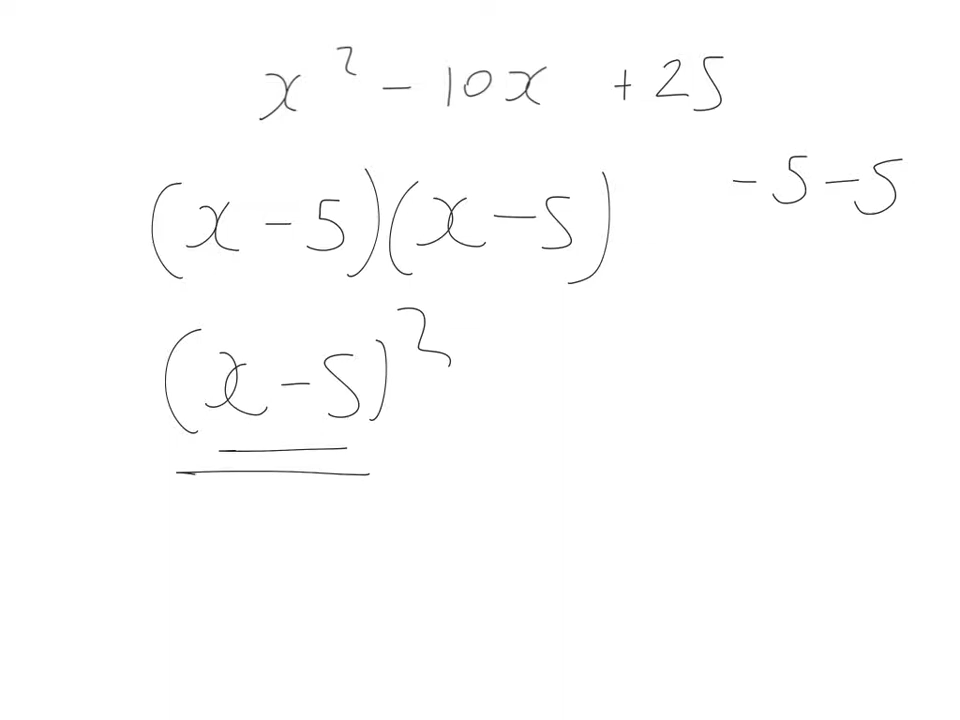 x² - 10x + 25
-5 -5
(x - 5)(x - 5)
(x - 5)²